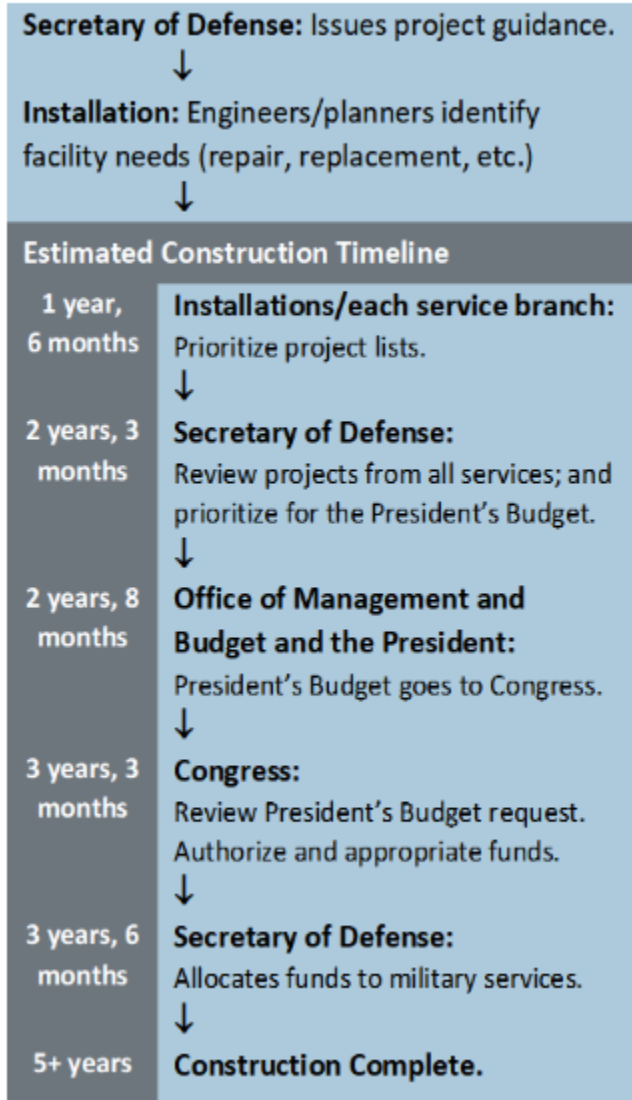 Secretary of Defense: Issues project guidance.
↓
Installation: Engineers/planners identify
facility needs (repair, replacement, etc.)
↓
Estimated Construction Timeline
1 year,
6 months
Installations/each service branch:
Prioritize project lists.
↓
2 years, 3
months
Secretary of Defense:
Review projects from all services; and
prioritize for the President's Budget.
↓
2 years, 8
months
Office of Management and
Budget and the President:
President's Budget goes to Congress.
↓
3 years, 3
months
Congress:
Review President's Budget request.
Authorize and appropriate funds.
↓
3 years, 6
months
Secretary of Defense:
Allocates funds to military services.
↓
5+ years
Construction Complete.